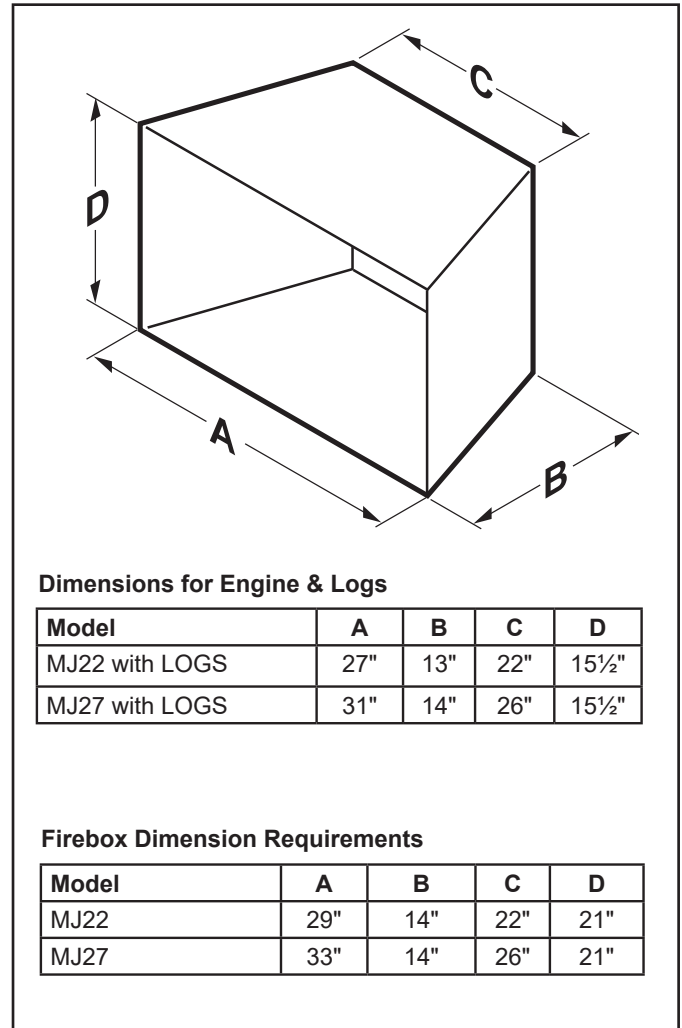 C
D
A
B
Dimensions for Engine & Logs
Model A B C D
MJ22 with LOGS 27" 13" 22" 15½"
MJ27 with LOGS 31" 14" 26" 15½"
Firebox Dimension Requirements
Model A B C D
MJ22 29" 14" 22" 21"
MJ27 33" 14" 26" 21"